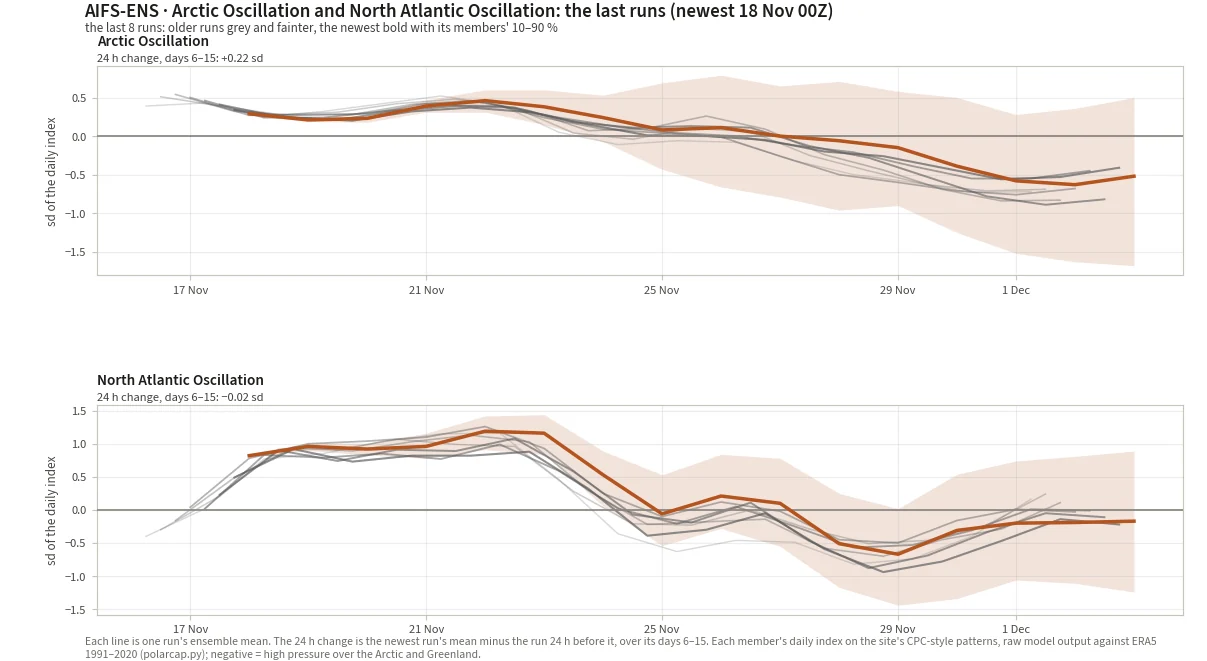 AIFS-ENS · Arctic Oscillation and North Atlantic Oscillation: the last runs (newest 18 Nov 00Z)
the last 8 runs: older runs grey and fainter, the newest bold with its members' 10–90 %
Arctic Oscillation
24 h change, days 6–15: +0.22 sd
sd of the daily index
0.5
0.0
−0.5
−1.0
−1.5
17 Nov
21 Nov
25 Nov
29 Nov
1 Dec
North Atlantic Oscillation
24 h change, days 6–15: −0.02 sd
sd of the daily index
1.5
1.0
0.5
0.0
−0.5
−1.0
−1.5
17 Nov
21 Nov
25 Nov
29 Nov
1 Dec
Each line is one run's ensemble mean. The 24 h change is the newest run's mean minus the run 24 h before it, over its days 6–15. Each member's daily index on the site's CPC-style patterns, raw model output against ERA5
1991–2020 (polarcap.py); negative = high pressure over the Arctic and Greenland.